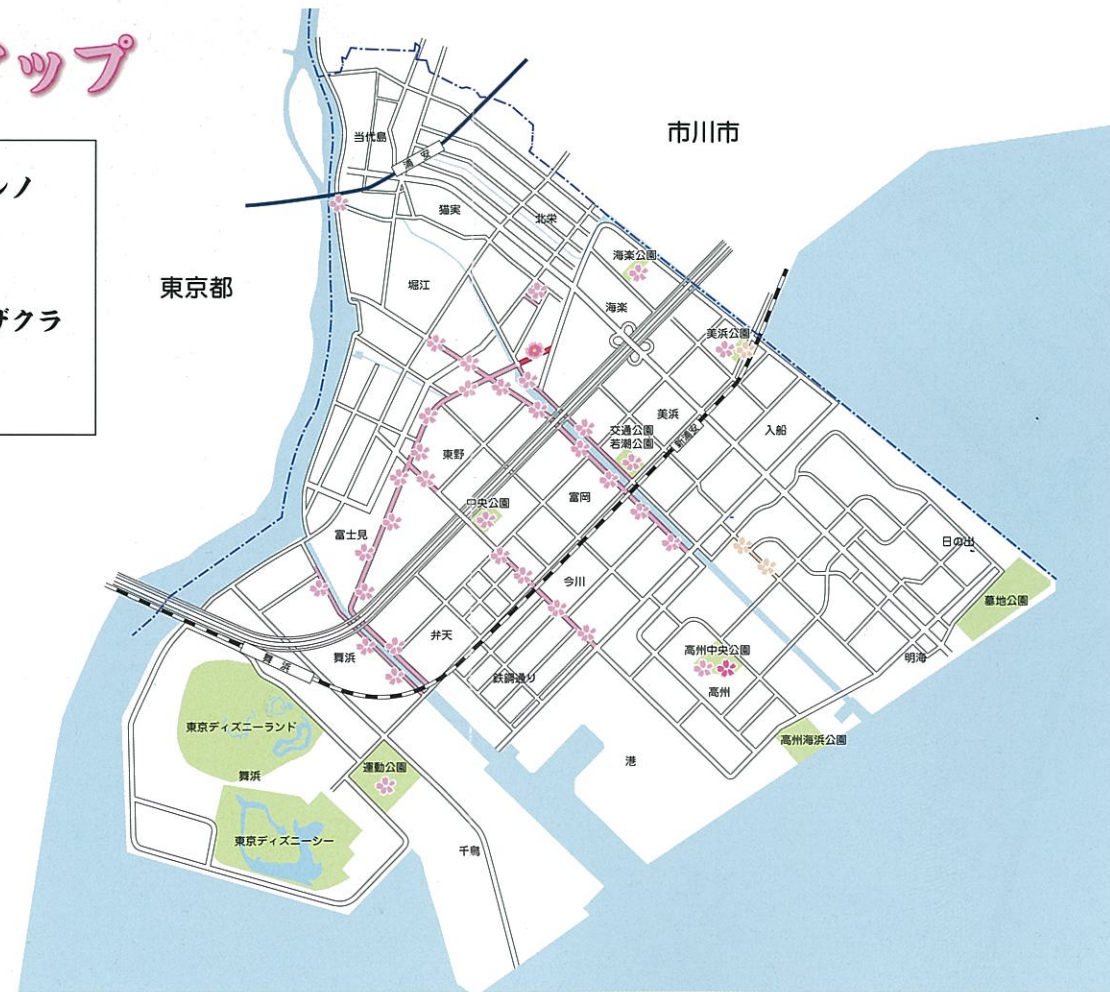 マップ
ノ
ザクラ
市川市
東京都
当代島
浦安
猫実
北栄
堀江
海楽公園
海楽
美浜公園
美浜
交通公園
若潮公園
新浦安
入船
東野
中央公園
富岡
富士見
今川
日の出
墓地公園
弁天
舞浜
舞浜
鉄鋼通り
高州中央公園
高州
明海
高州海浜公園
港
東京ディズニーランド
舞浜
運動公園
東京ディズニーシー
千鳥